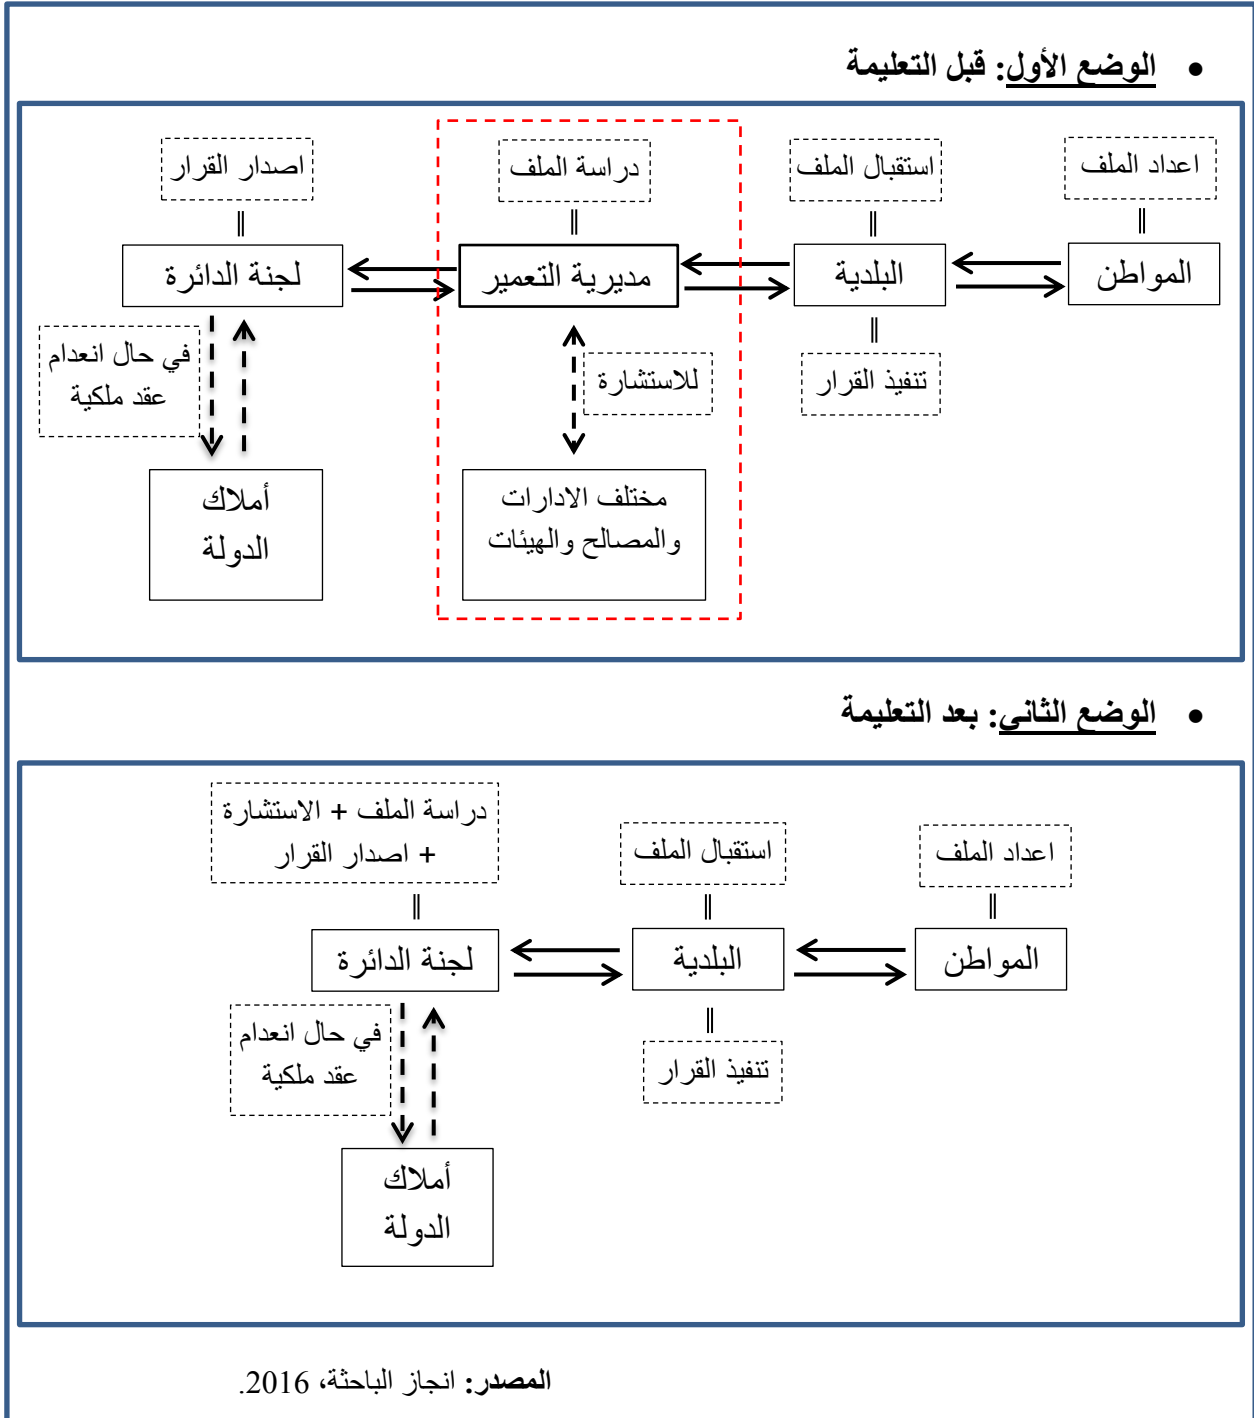 • الوضع الأول: قبل التعليمة
اعداد الملف
استقبال الملف
دراسة الملف
اصدار القرار
المواطن
البلدية
مديرية التعمير
لجنة الدائرة
تنفيذ القرار
للاستشارة
في حال انعدام
عقد ملكية
مختلف الادارات
والمصالح والهيئات
أملاك
الدولة
• الوضع الثاني: بعد التعليمة
اعداد الملف
استقبال الملف
دراسة الملف + الاستشارة
+ اصدار القرار
المواطن
البلدية
لجنة الدائرة
تنفيذ القرار
في حال انعدام
عقد ملكية
أملاك
الدولة
المصدر: انجاز الباحثة، 2016.